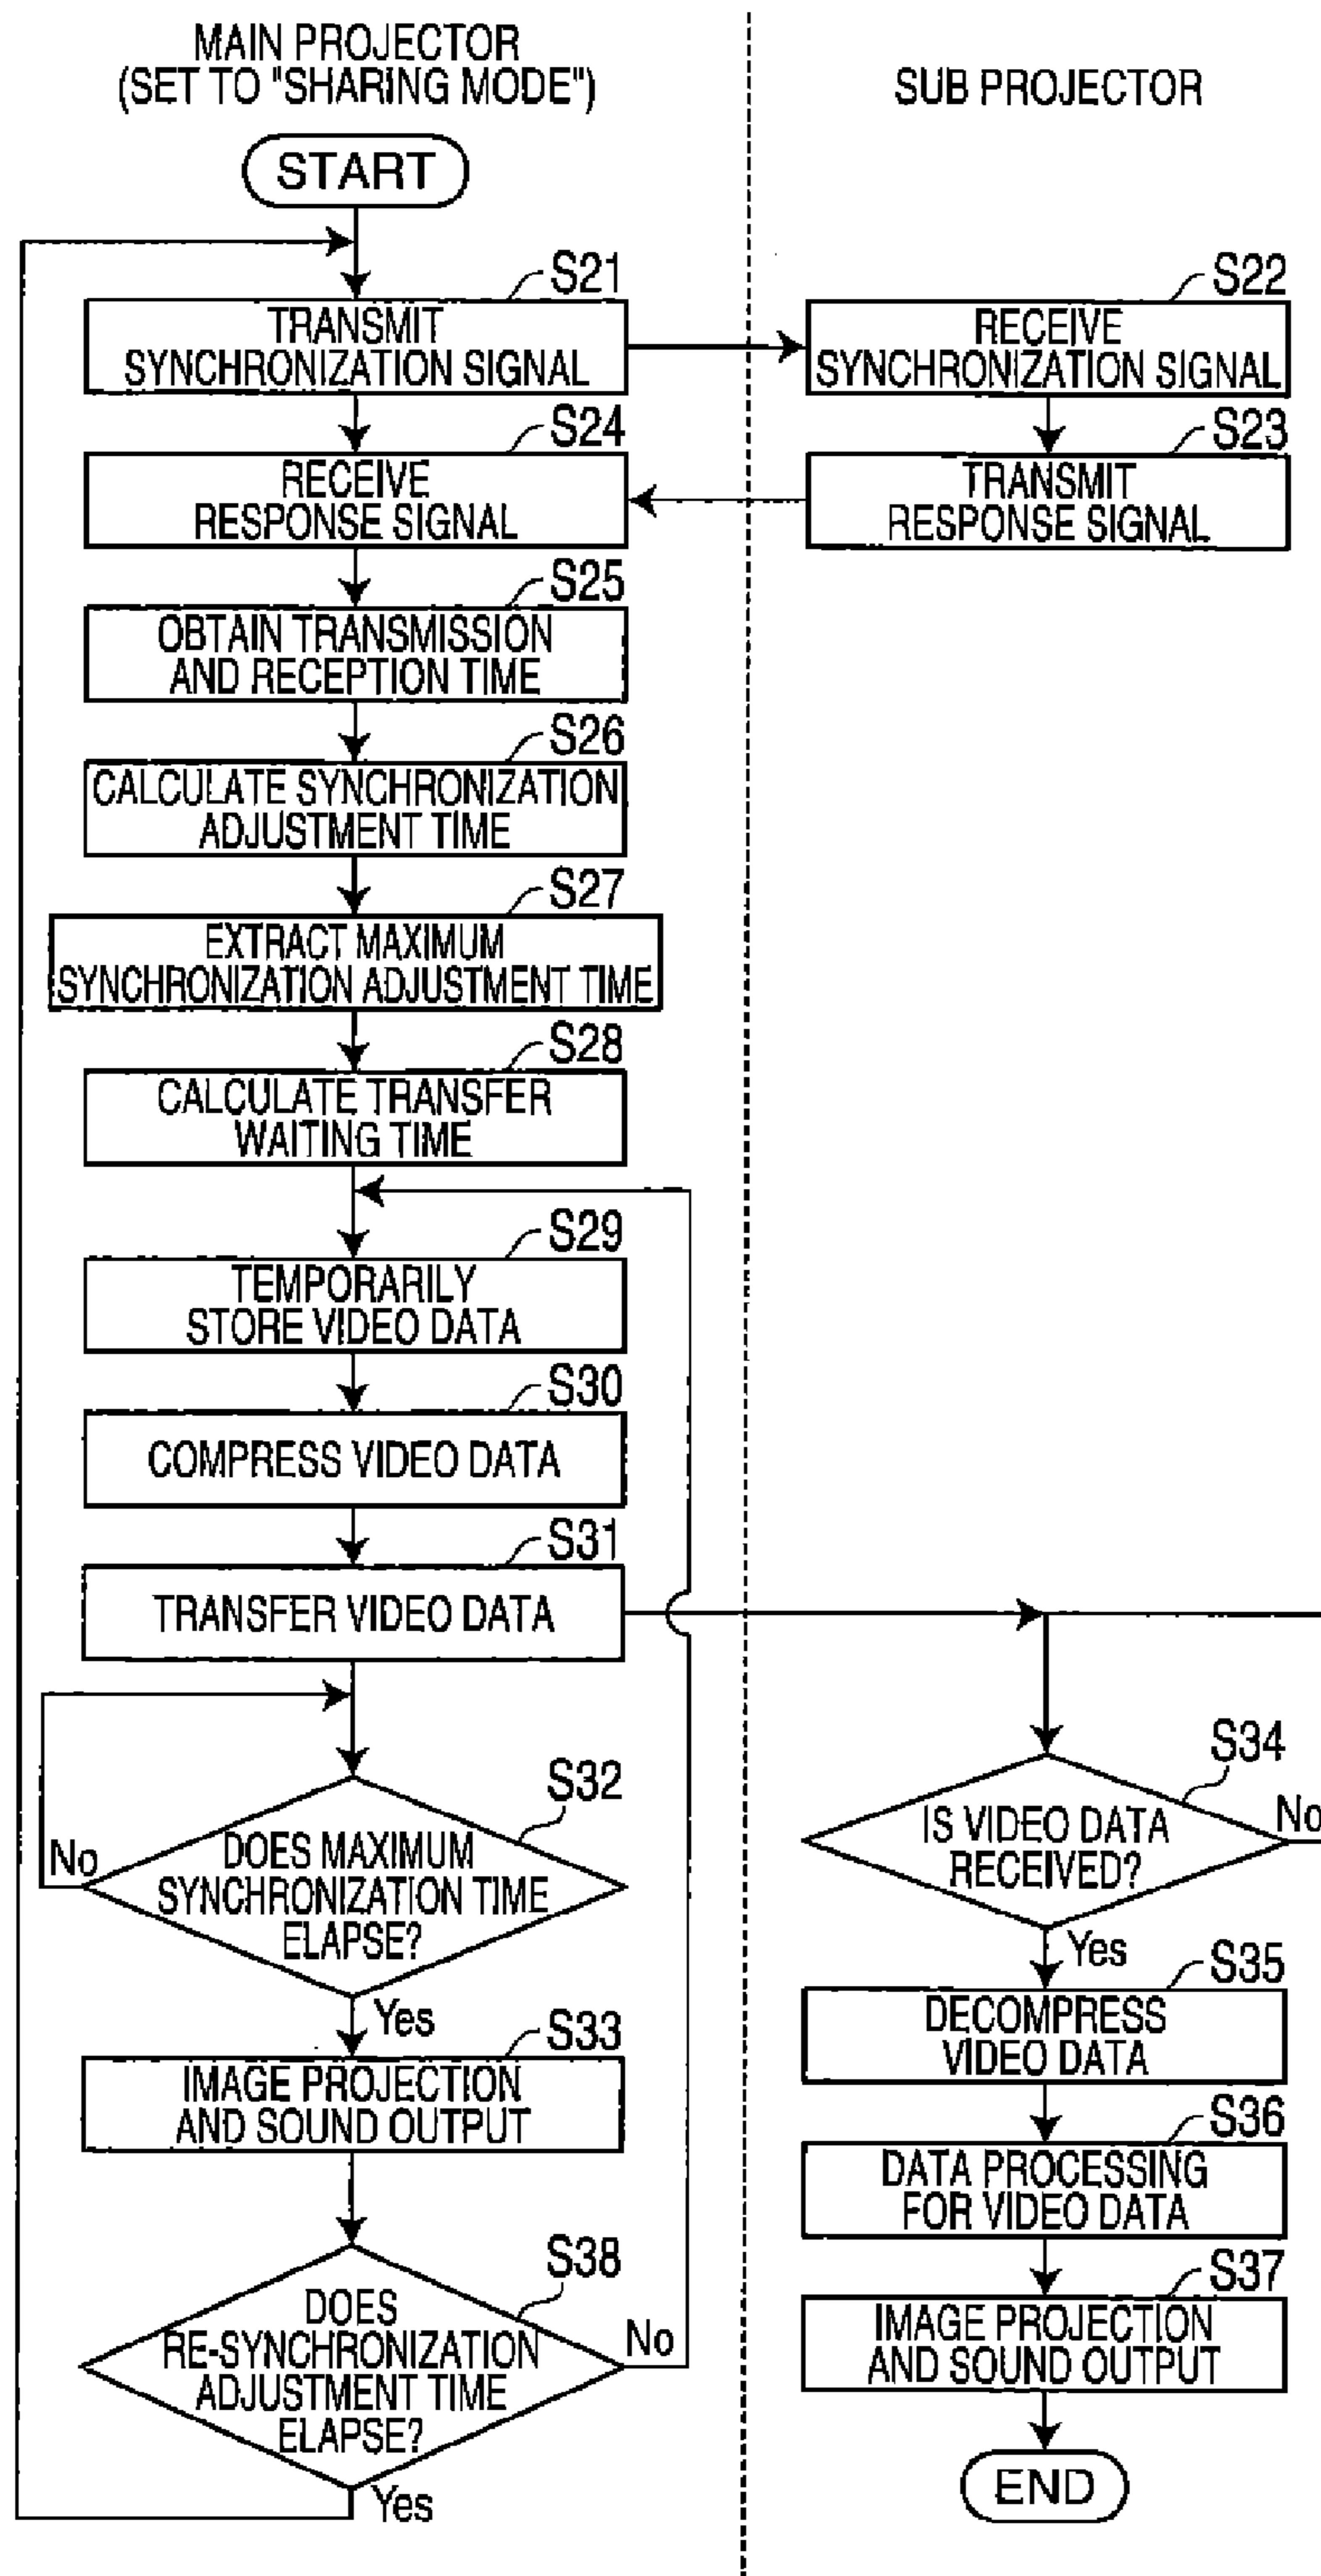 MAIN PROJECTOR
(SET TO "SHARING MODE")
SUB PROJECTOR
START
S21
TRANSMIT
SYNCHRONIZATION SIGNAL
S22
RECEIVE
SYNCHRONIZATION SIGNAL
S24
RECEIVE
RESPONSE SIGNAL
S23
TRANSMIT
RESPONSE SIGNAL
S25
OBTAIN TRANSMISSION
AND RECEPTION TIME
S26
CALCULATE SYNCHRONIZATION
ADJUSTMENT TIME
S27
EXTRACT MAXIMUM
SYNCHRONIZATION ADJUSTMENT TIME
S28
CALCULATE TRANSFER
WAITING TIME
S29
TEMPORARILY
STORE VIDEO DATA
S30
COMPRESS VIDEO DATA
S31
TRANSFER VIDEO DATA
S32
DOES MAXIMUM
SYNCHRONIZATION TIME
ELAPSE?
No
Yes
S33
IMAGE PROJECTION
AND SOUND OUTPUT
S38
DOES
RE-SYNCHRONIZATION
ADJUSTMENT TIME
ELAPSE?
No
Yes
S34
IS VIDEO DATA
RECEIVED?
No
Yes
S35
DECOMPRESS
VIDEO DATA
S36
DATA PROCESSING
FOR VIDEO DATA
S37
IMAGE PROJECTION
AND SOUND OUTPUT
END